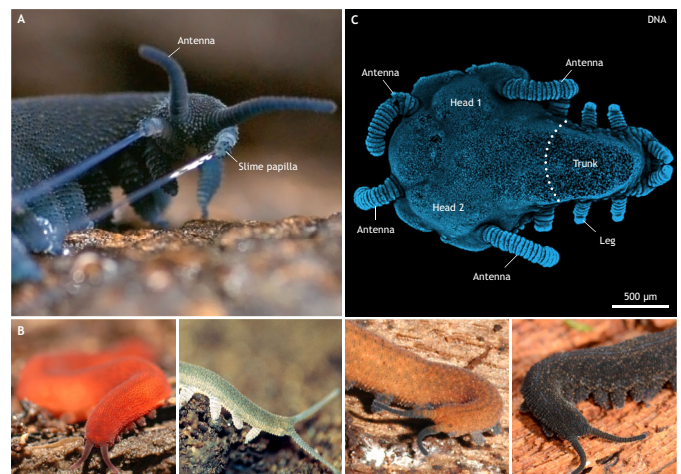 A
Antenna
Slime papilla
B
C
DNA
Antenna
Antenna
Head 1
Trunk
Head 2
Antenna
Leg
Antenna
500 µm